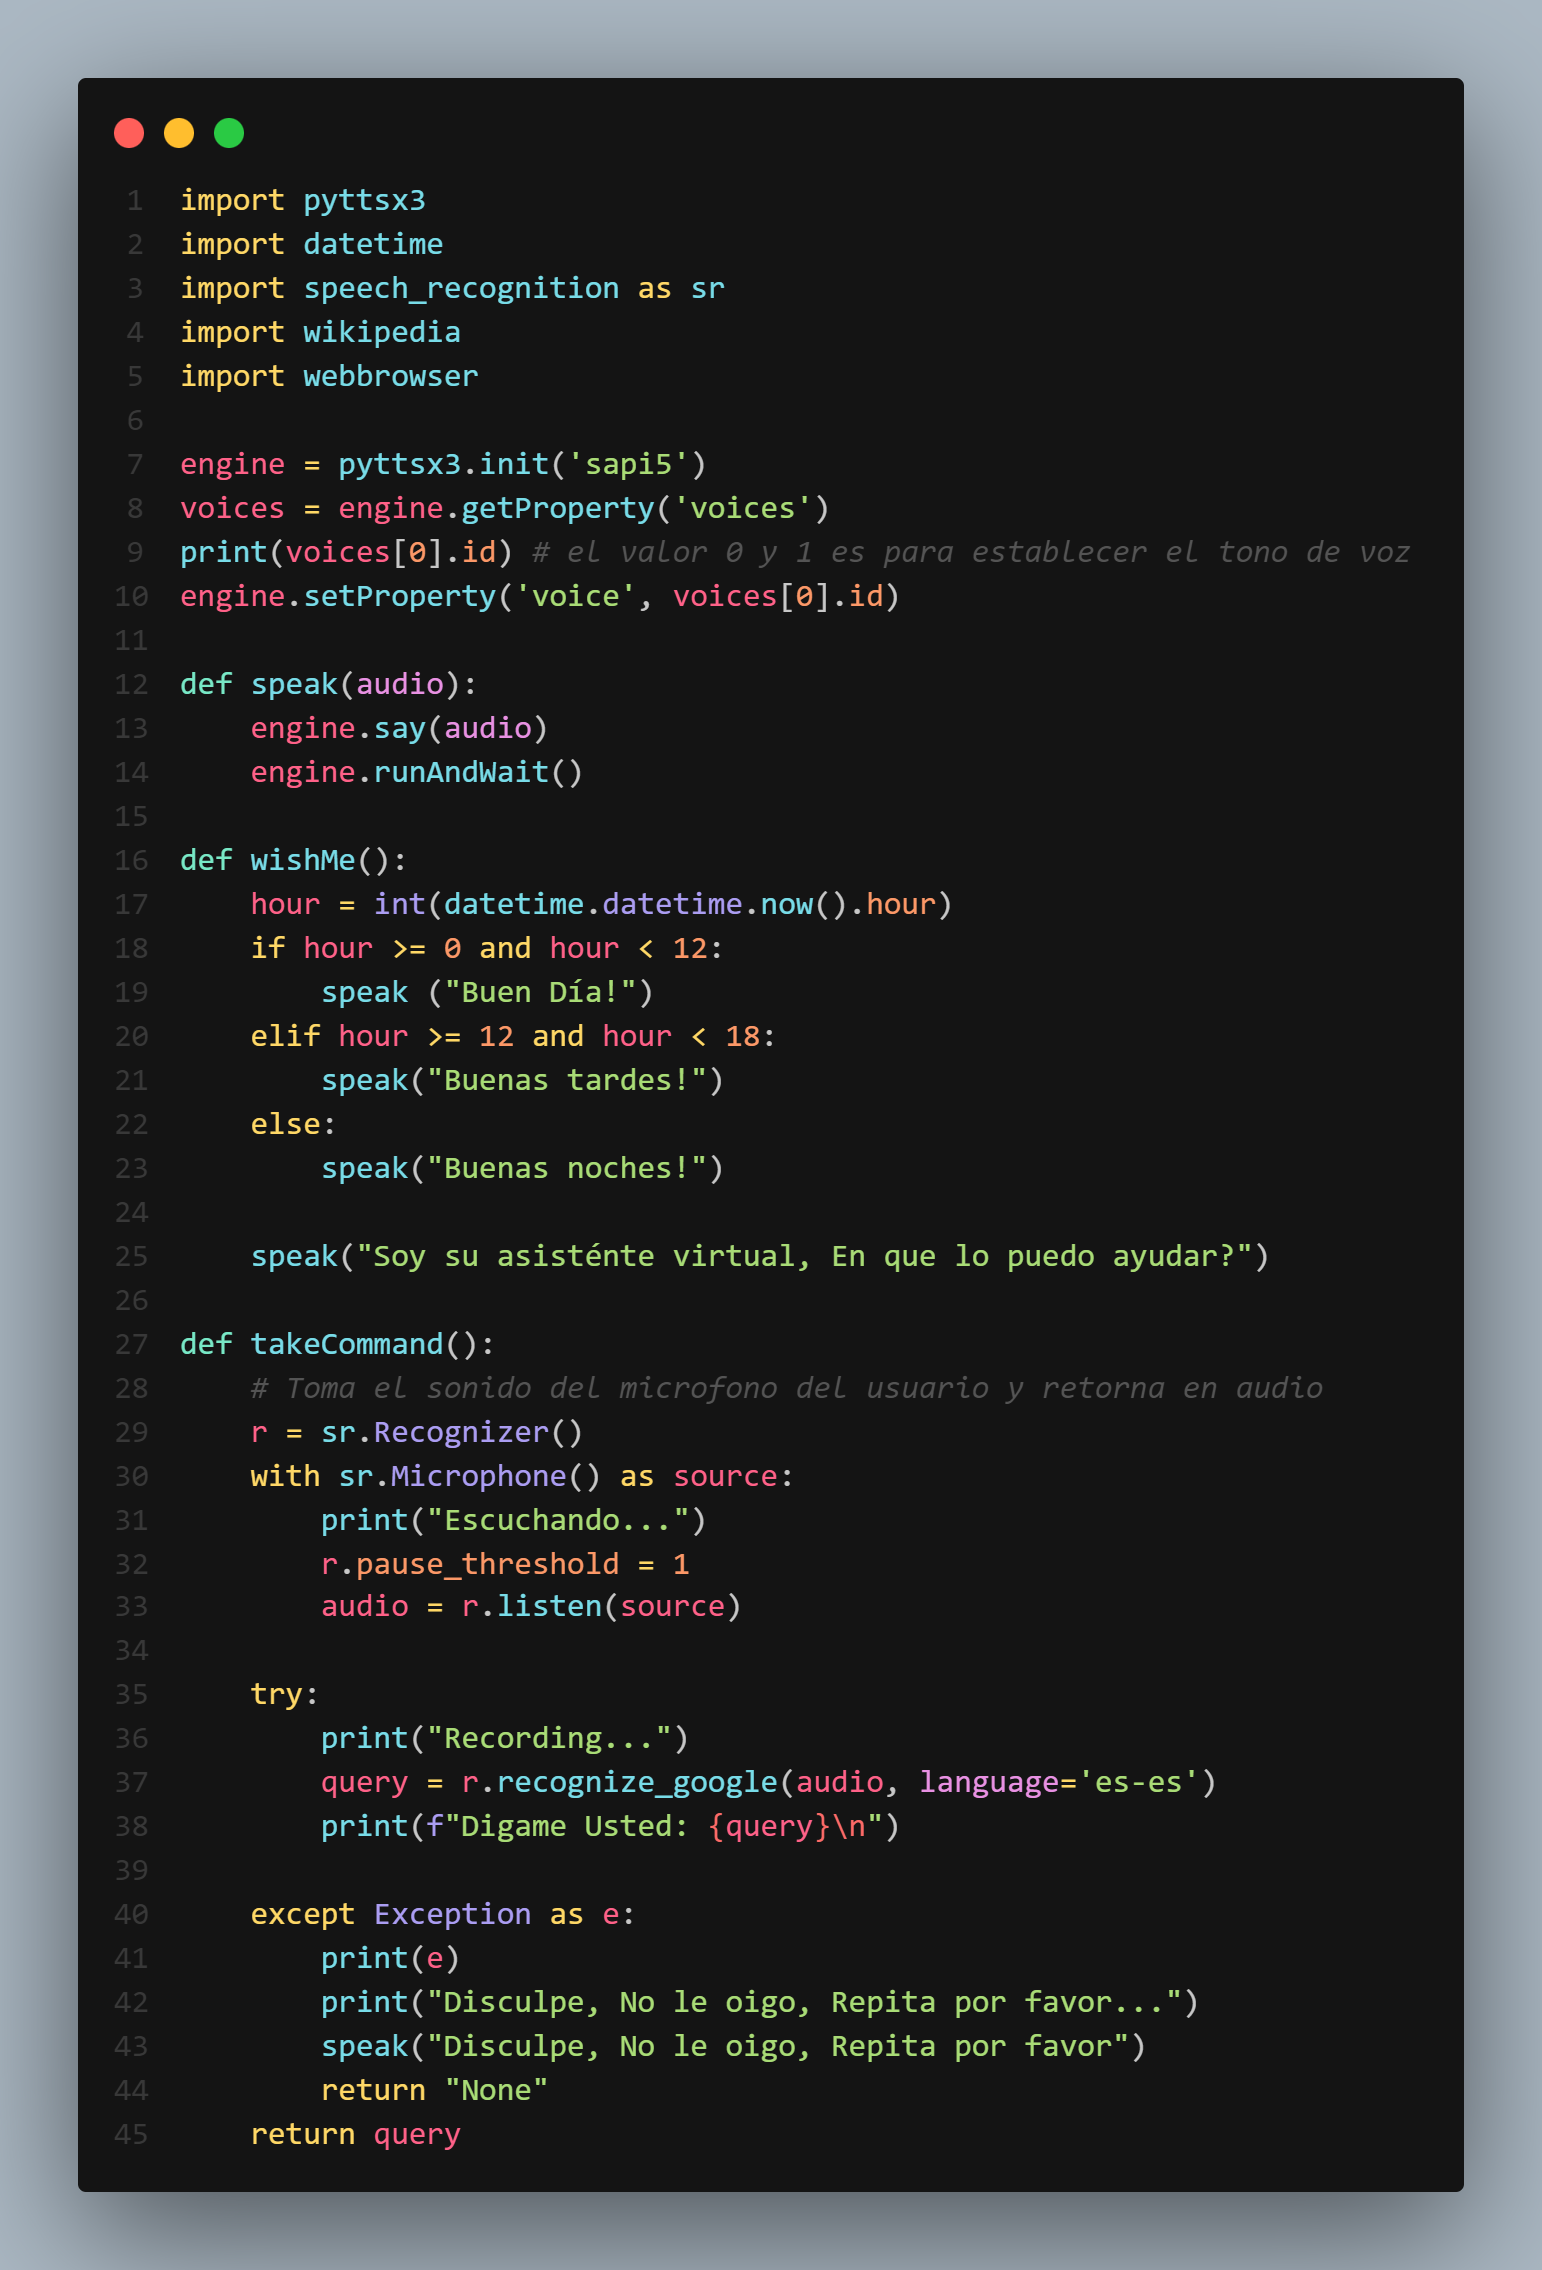 1 import pyttsx3
2 import datetime
3 import speech_recognition as sr
4 import wikipedia
5 import webbrowser
6
7 engine = pyttsx3.init('sapi5')
8 voices = engine.getProperty('voices')
9 print(voices[0].id) # el valor 0 y 1 es para establecer el tono de voz
10 engine.setProperty('voice', voices[0].id)
11
12 def speak(audio):
13     engine.say(audio)
14     engine.runAndWait()
15
16 def wishMe():
17     hour = int(datetime.datetime.now().hour)
18     if hour >= 0 and hour < 12:
19         speak ("Buen Día!")
20     elif hour >= 12 and hour < 18:
21         speak("Buenas tardes!")
22     else:
23         speak("Buenas noches!")
24
25     speak("Soy su asisténte virtual, En que lo puedo ayudar?")
26
27 def takeCommand():
28     # Toma el sonido del microfono del usuario y retorna en audio
29     r = sr.Recognizer()
30     with sr.Microphone() as source:
31         print("Escuchando...")
32         r.pause_threshold = 1
33         audio = r.listen(source)
34
35     try:
36         print("Recording...")
37         query = r.recognize_google(audio, language='es-es')
38         print(f"Digame Usted: {query}\n")
39
40     except Exception as e:
41         print(e)
42         print("Disculpe, No le oigo, Repita por favor...")
43         speak("Disculpe, No le oigo, Repita por favor")
44         return "None"
45     return query